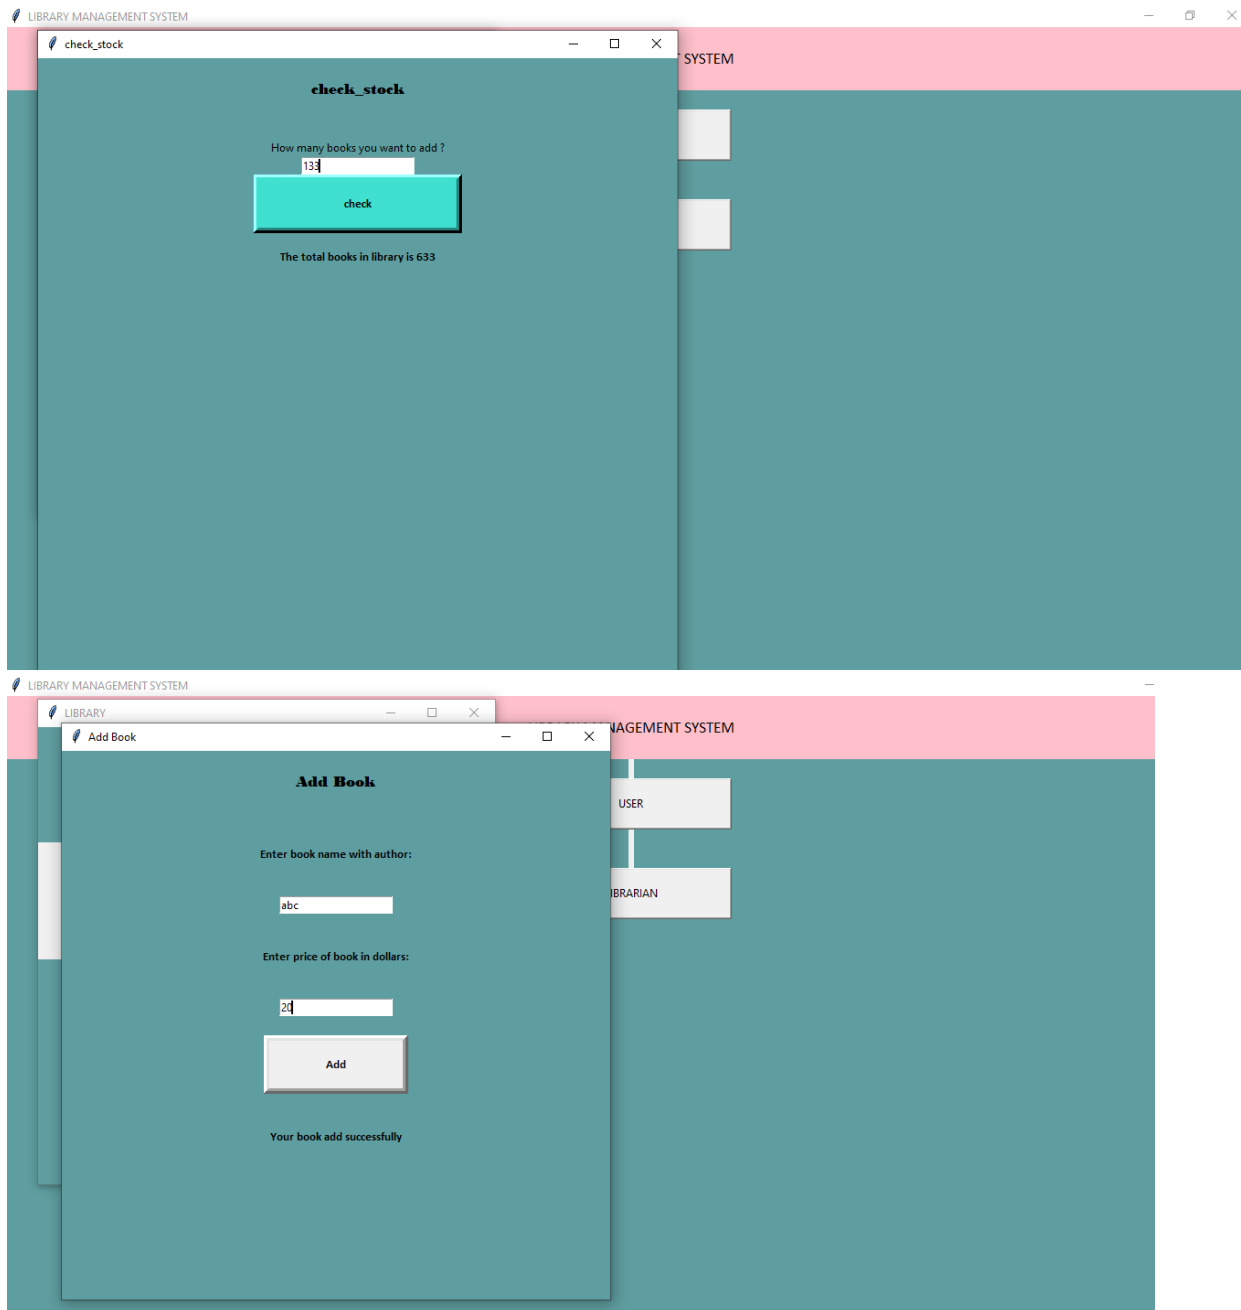 LIBRARY MANAGEMENT SYSTEM
check_stock
SYSTEM
check_stock
How many books you want to add ?
133
check
The total books in library is 633
LIBRARY MANAGEMENT SYSTEM
LIBRARY
MANAGEMENT SYSTEM
Add Book
Add Book
USER
Enter book name with author:
IBRARIAN
abc
Enter price of book in dollars:
20
Add
Your book add successfully